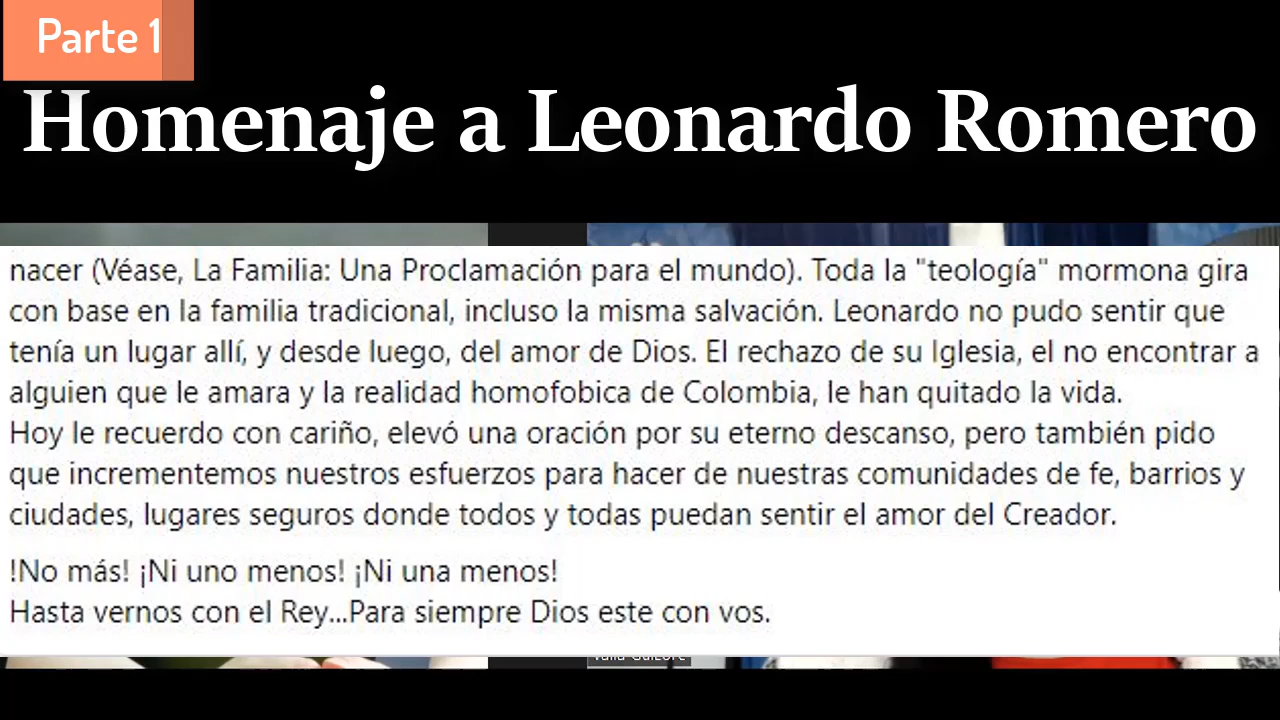 Parte 1
Homenaje a Leonardo Romero
nacer (Véase, La Familia: Una Proclamación para el mundo). Toda la "teología" mormona gira
con base en la familia tradicional, incluso la misma salvación. Leonardo no pudo sentir que
tenía un lugar allí, y desde luego, del amor de Dios. El rechazo de su Iglesia, el no encontrar a
alguien que le amara y la realidad homofobica de Colombia, le han quitado la vida.
Hoy le recuerdo con cariño, elevó una oración por su eterno descanso, pero también pido
que incrementemos nuestros esfuerzos para hacer de nuestras comunidades de fe, barrios y
ciudades, lugares seguros donde todos y todas puedan sentir el amor del Creador.
!No más! ¡Ni uno menos! ¡Ni una menos!
Hasta vernos con el Rey...Para siempre Dios este con vos.